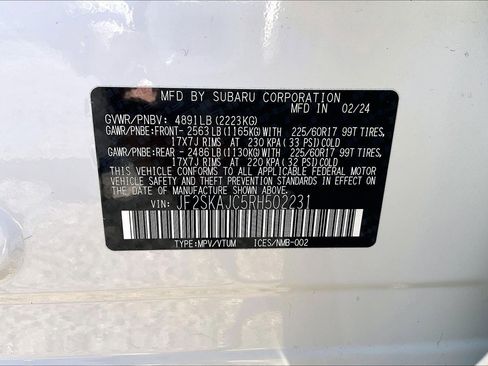 MFD BY SUBARU CORPORATION
MFD IN 02/24
GVWR/PNBV: 4891LB(2223KG)
GAWR/PNBE:FRONT- 2563LB(1165KG)WITH 225/60R17 99T TIRES,
17X7J RIMS AT 230 KPA (33 PSI)COLD
GAWR/PNBE:REAR - 2486LB(1130KG)WITH 225/60R17 99T TIRES,
17X7J RIMS AT 220 KPA (32 PSI)COLD
THIS VEHICLE CONFORMS TO ALL APPLICABLE FEDERAL MOTOR
VEHICLE SAFETY AND THEFT PREVENTION STANDARDS IN EFFECT
ON THE DATE OF MANUFACTURE SHOWN ABOVE.
VIN: JF2SKAJC5RH502231
TYPE:MPV/VTUM ICES/NMB-002